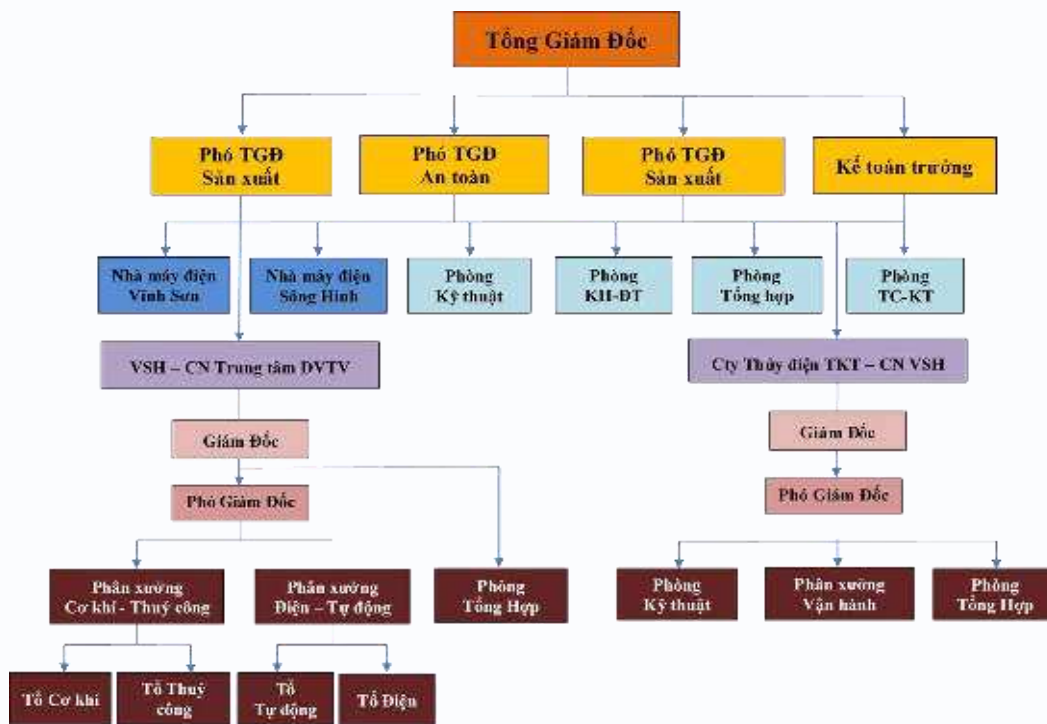 Tổng Giám Đốc
Phó TGĐ
Sản xuất
Phó TGĐ
An toàn
Phó TGĐ
Sản xuất
Kế toán trưởng
Nhà máy điện
Vĩnh Sơn
Nhà máy điện
Sông Hinh
Phòng
Kỹ thuật
Phòng
KH-ĐT
Phòng
Tổng hợp
Phòng
TC-KT
VSH – CN Trung tâm DVTV
Cty Thủy điện TKT – CN VSH
Giám Đốc
Giám Đốc
Phó Giám Đốc
Phó Giám Đốc
Phân xưởng
Cơ khí - Thuỷ công
Phân xưởng
Điện – Tự động
Phòng
Tổng Hợp
Phòng
Kỹ thuật
Phân xưởng
Vận hành
Phòng
Tổng Hợp
Tổ Cơ khí
Tổ Thuỷ
công
Tổ
Tự động
Tổ Điện